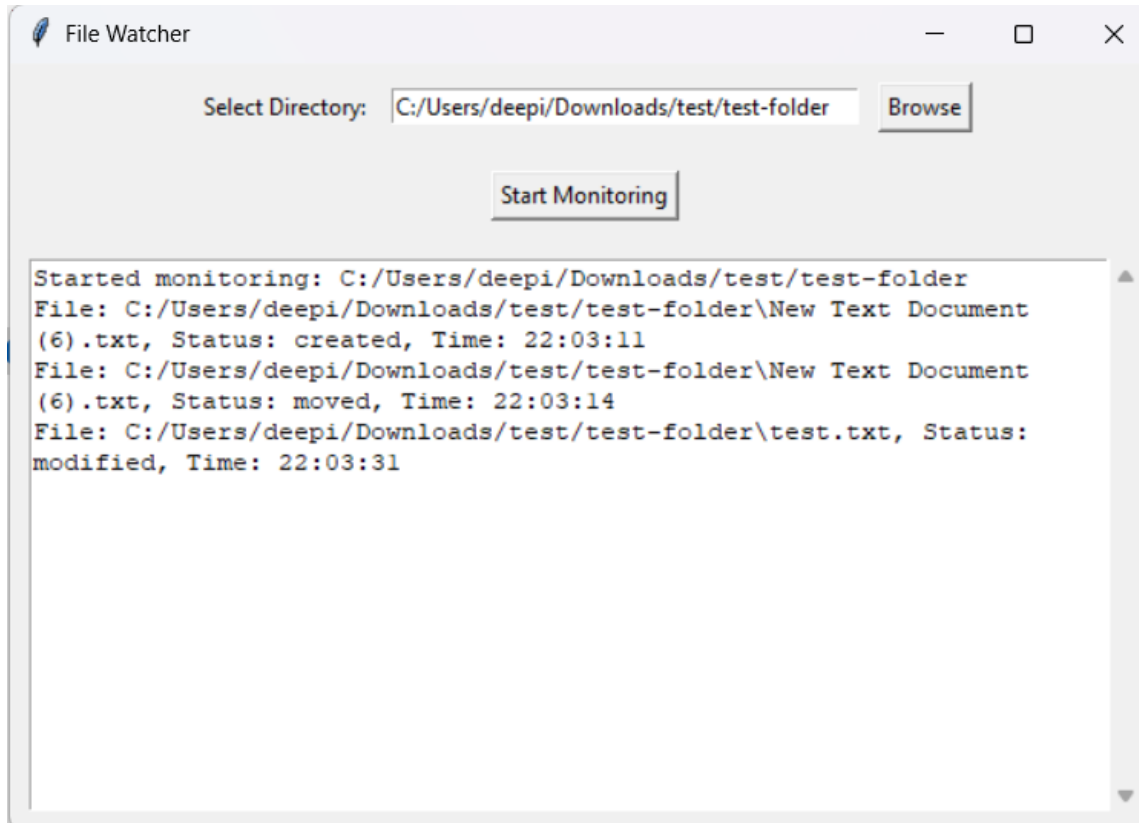 File Watcher
Select Directory: C:/Users/deepi/Downloads/test/test-folder Browse
Start Monitoring
Started monitoring: C:/Users/deepi/Downloads/test/test-folder
File: C:/Users/deepi/Downloads/test/test-folder\New Text Document
(6).txt, Status: created, Time: 22:03:11
File: C:/Users/deepi/Downloads/test/test-folder\New Text Document
(6).txt, Status: moved, Time: 22:03:14
File: C:/Users/deepi/Downloads/test/test-folder\test.txt, Status:
modified, Time: 22:03:31